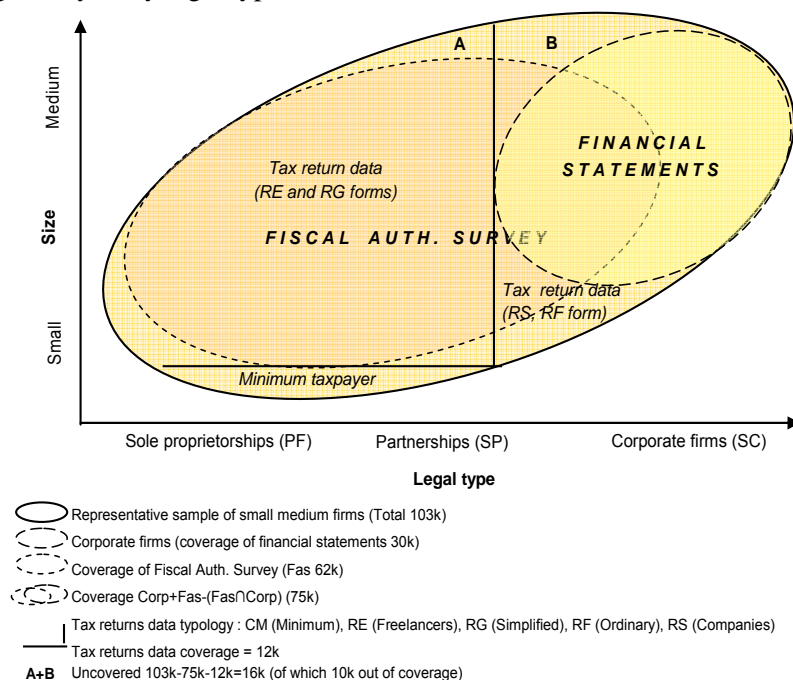 A B
Medium
FINANCIAL
STATEMENTS
Tax return data
(RE and RG forms)
Size
FISCAL AUTH. SURVEY
Tax return data
(RS, RF form)
Small
Minimum taxpayer
Sole proprietorships (PF) Partnerships (SP) Corporate firms (SC)
Legal type
Representative sample of small medium firms (Total 103k)
Corporate firms (coverage of financial statements 30k)
Coverage of Fiscal Auth. Survey (Fas 62k)
Coverage Corp+Fas-(Fas∩Corp) (75k)
Tax returns data typology : CM (Minimum), RE (Freelancers), RG (Simplified), RF (Ordinary), RS (Companies)
Tax returns data coverage = 12k
A+B Uncovered 103k-75k-12k=16k (of which 10k out of coverage)